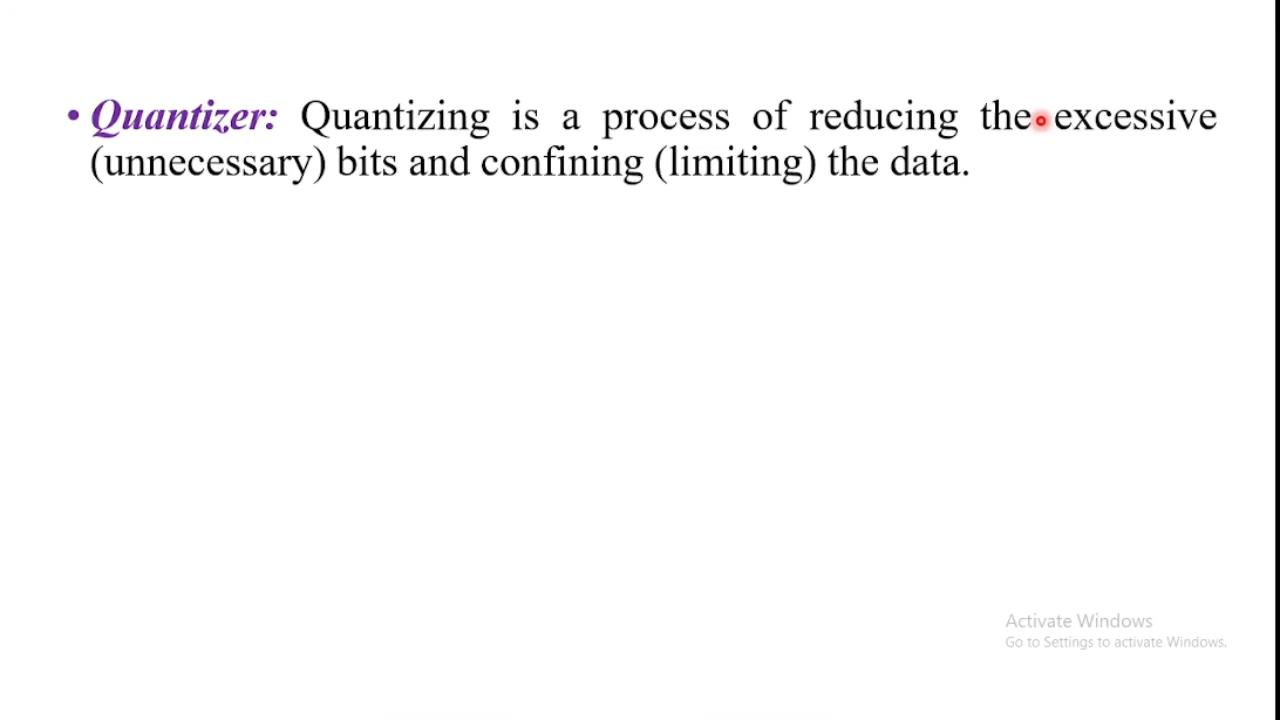 • Quantizer: Quantizing is a process of reducing the excessive
(unnecessary) bits and confining (limiting) the data.
Activate Windows
Go to Settings to activate Windows.